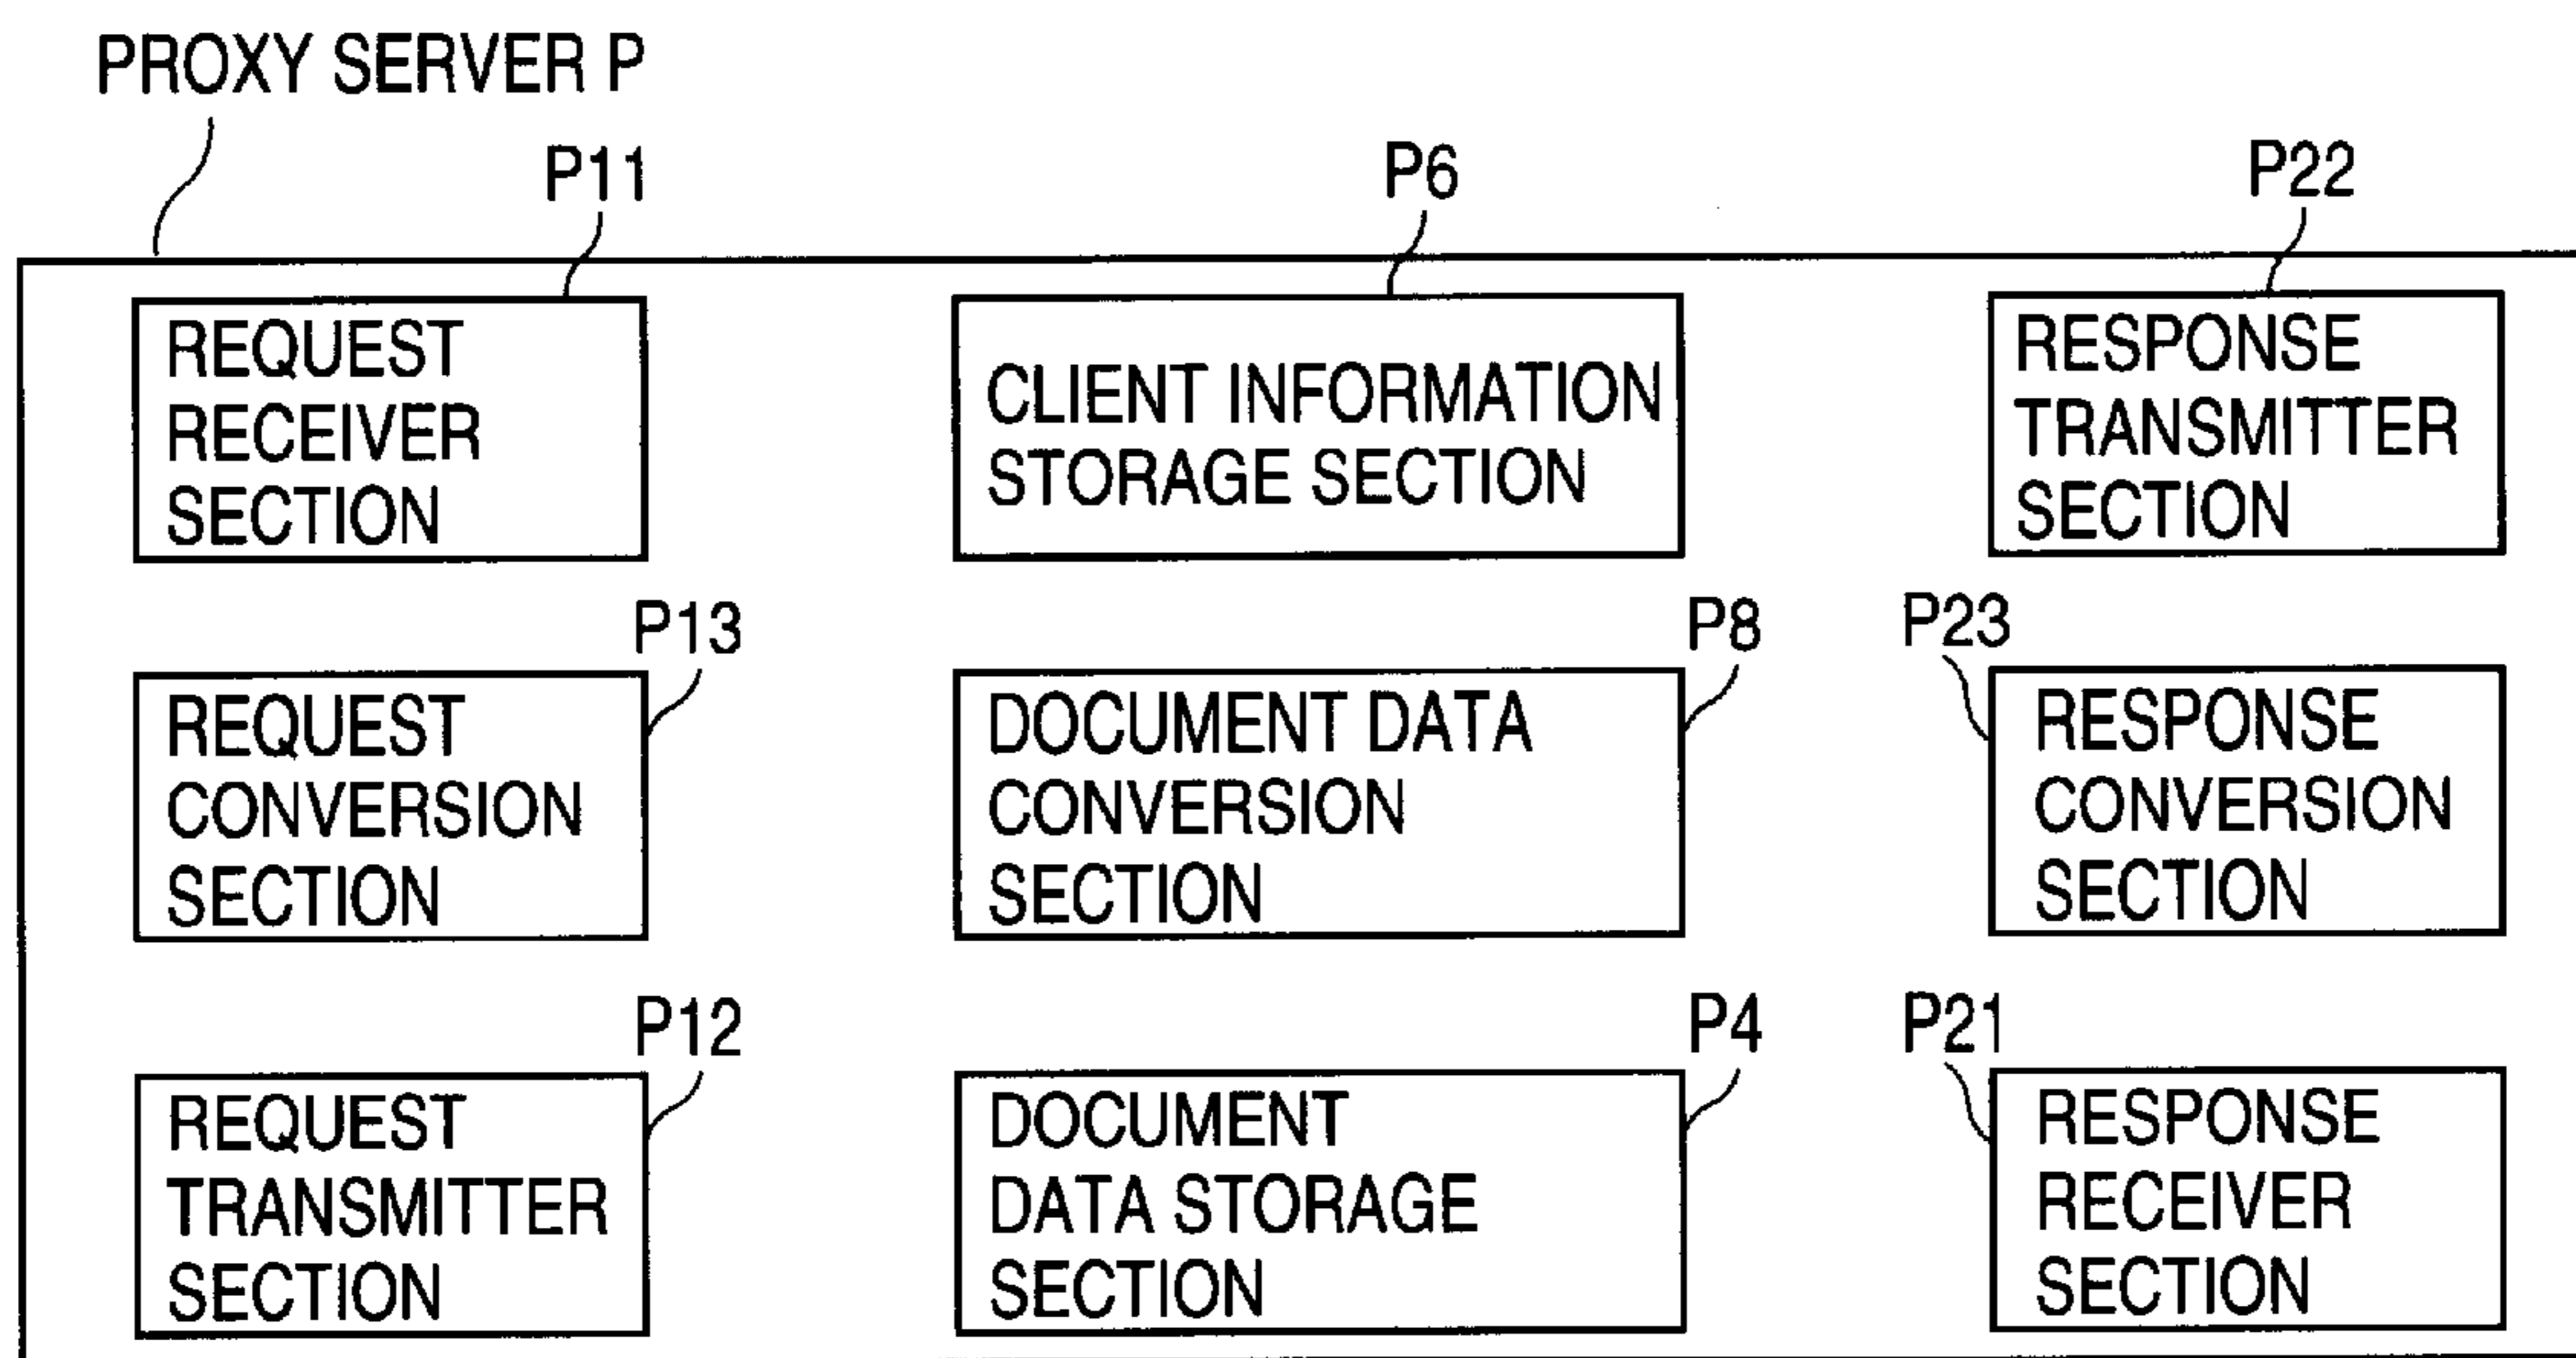 PROXY SERVER P
P11
P6
P22
REQUEST
RECEIVER
SECTION
CLIENT INFORMATION
STORAGE SECTION
RESPONSE
TRANSMITTER
SECTION
P13
P8
P23
REQUEST
CONVERSION
SECTION
DOCUMENT DATA
CONVERSION
SECTION
RESPONSE
CONVERSION
SECTION
P12
P4
P21
REQUEST
TRANSMITTER
SECTION
DOCUMENT
DATA STORAGE
SECTION
RESPONSE
RECEIVER
SECTION